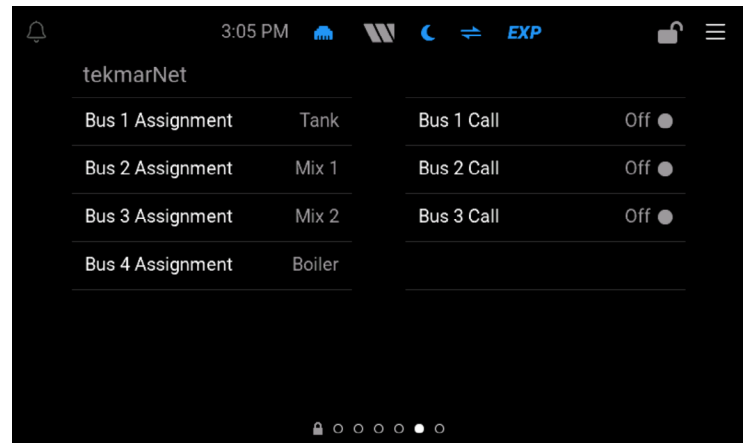 3:05 PM EXP
tekmarNet
Bus 1 Assignment Tank Bus 1 Call Off
Bus 2 Assignment Mix 1 Bus 2 Call Off
Bus 3 Assignment Mix 2 Bus 3 Call Off
Bus 4 Assignment Boiler